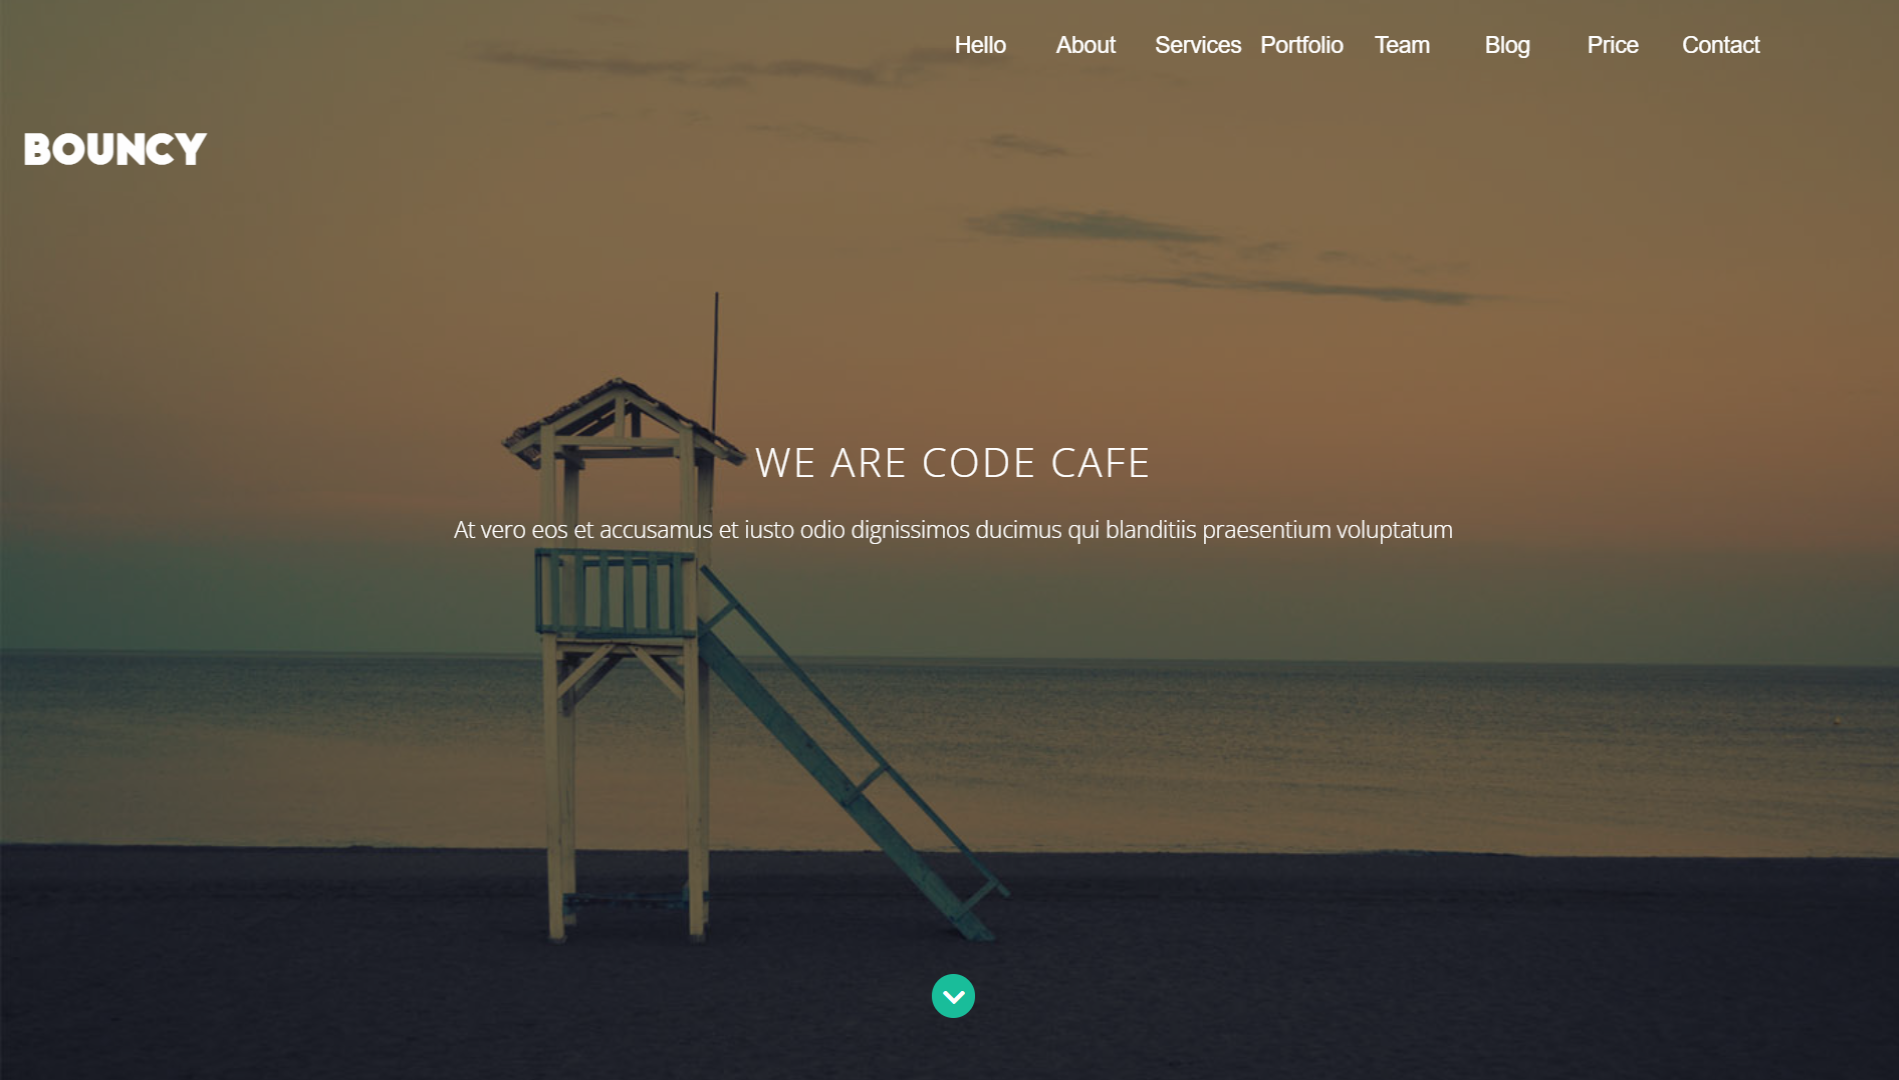 Hello About Services Portfolio Team Blog Price Contact
BOUNCY
WE ARE CODE CAFE
At vero eos et accusamus et iusto odio dignissimos ducimus qui blanditiis praesentium voluptatum